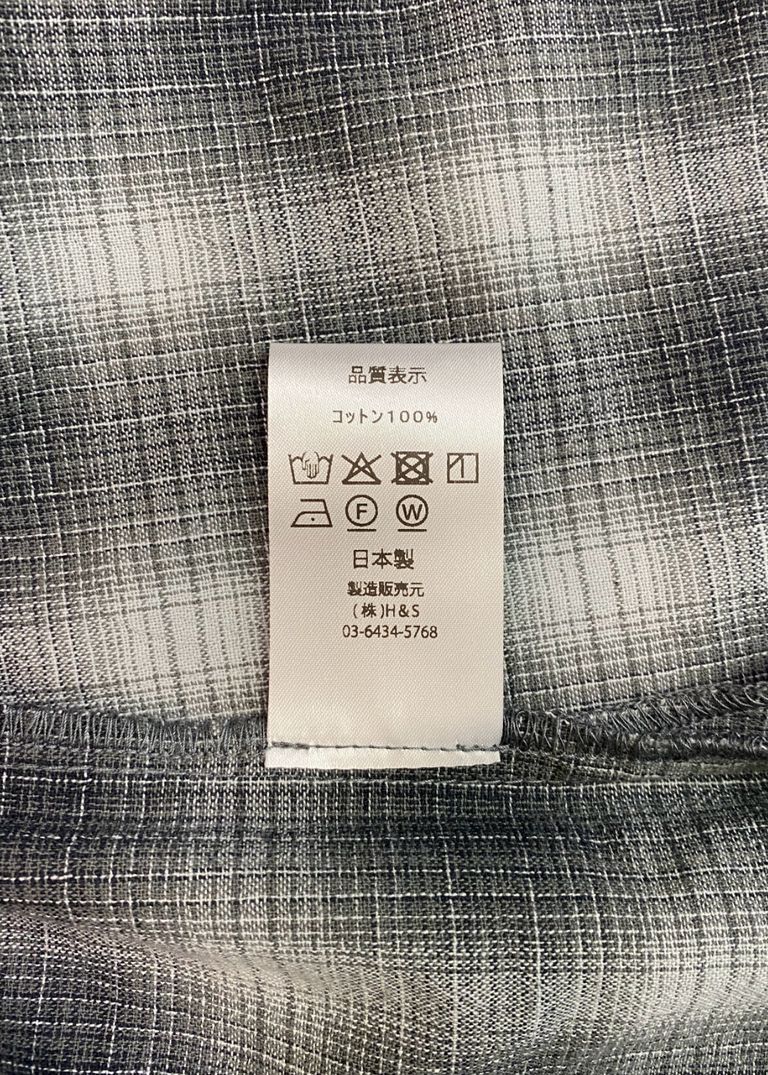 品質表示
コットン100%
F W
日本製
製造販売元
(株)H&S
03-6434-5768